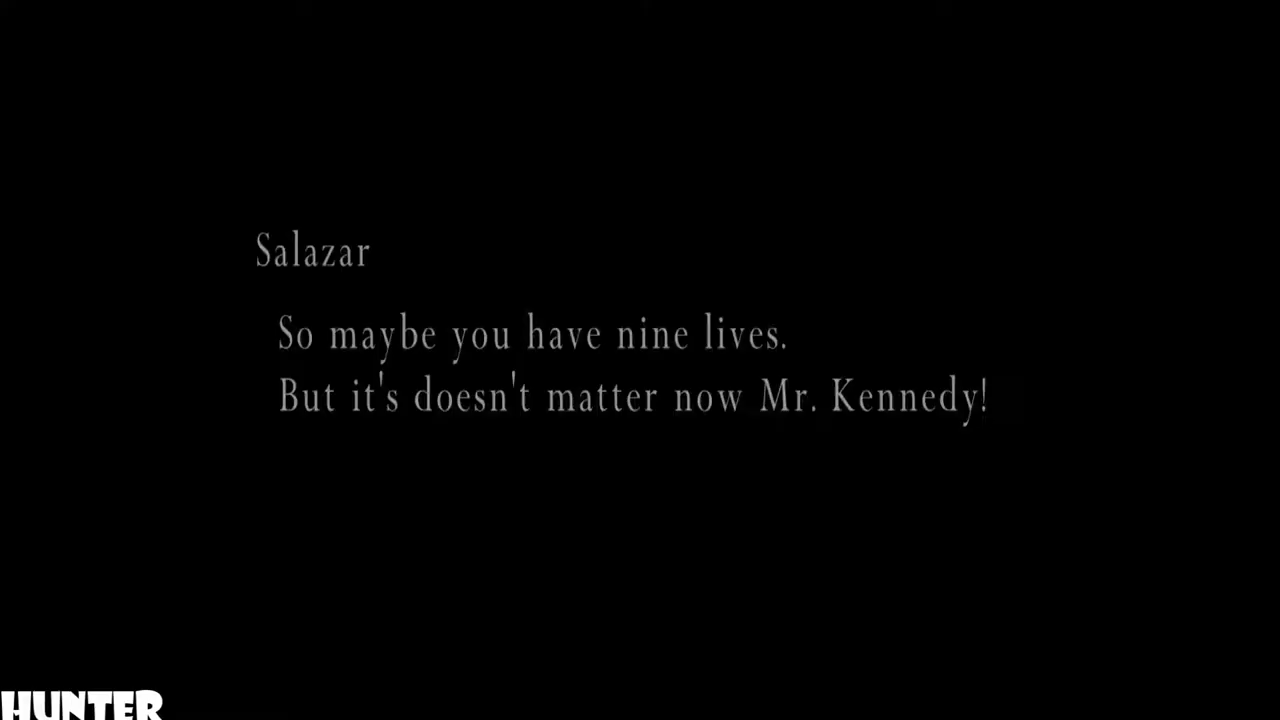 Salazar
So maybe you have nine lives.
But it's doesn't matter now Mr. Kennedy!
HUNTER